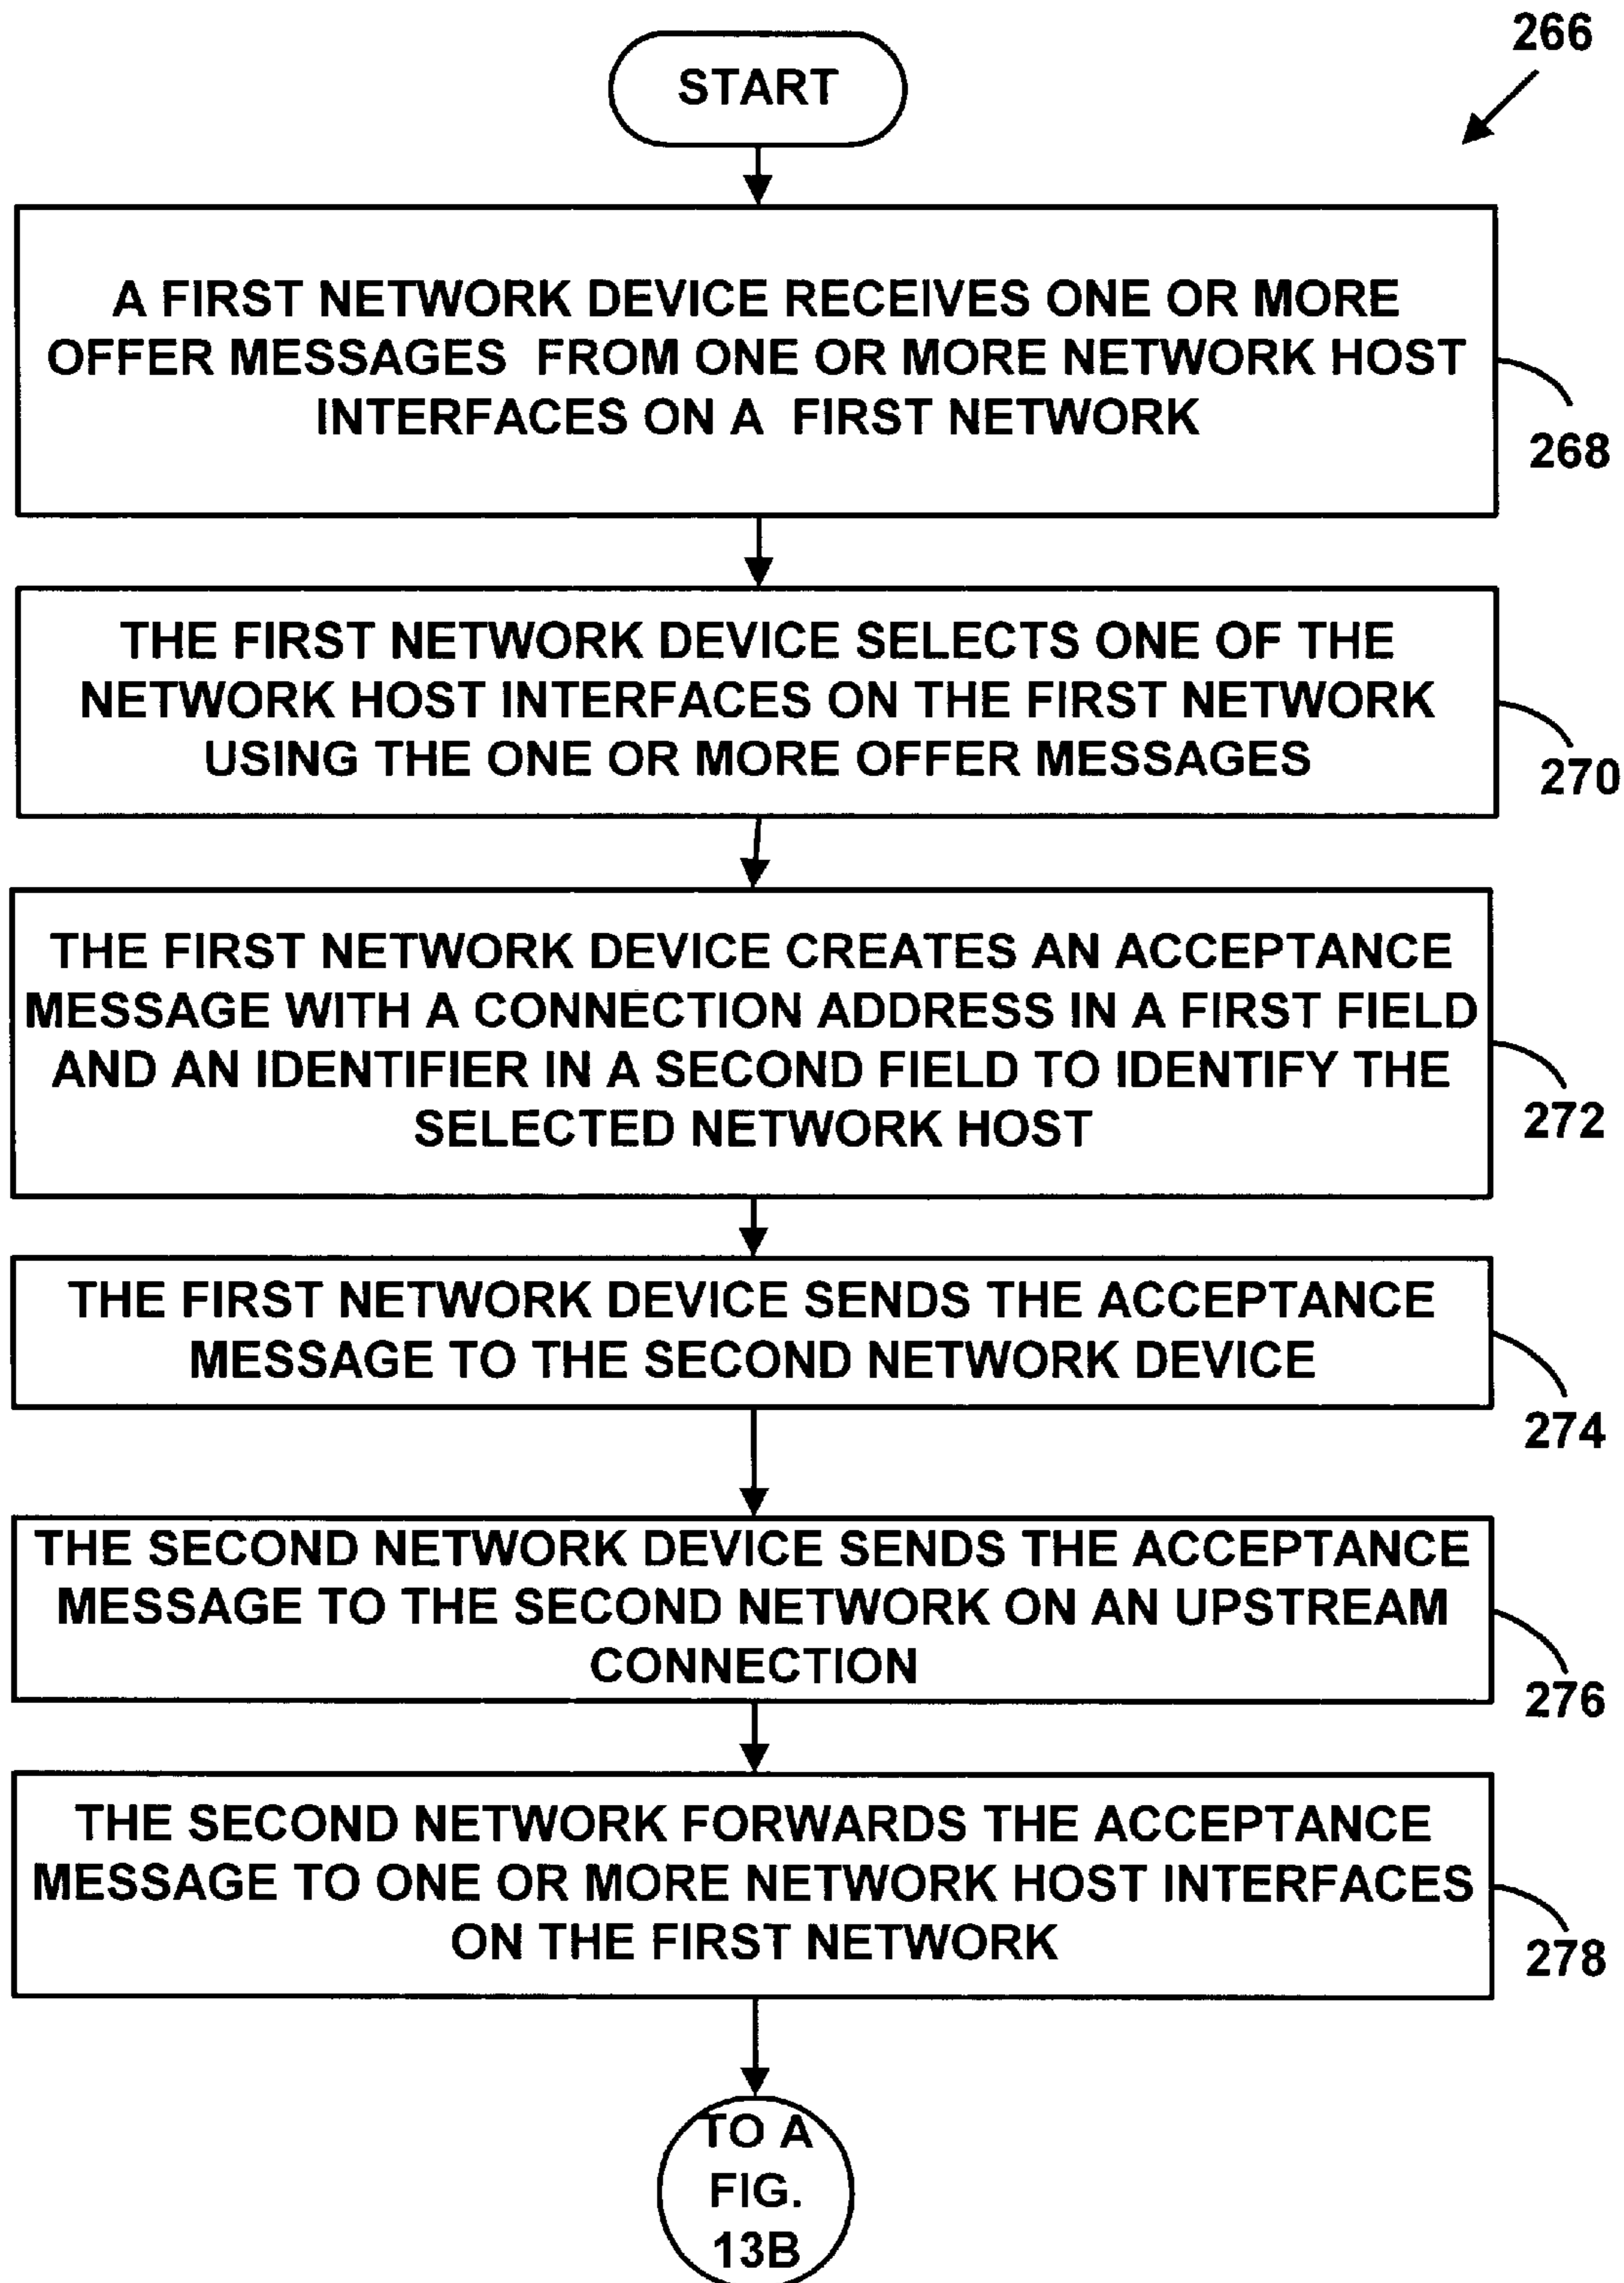 266
START
A FIRST NETWORK DEVICE RECEIVES ONE OR MORE
OFFER MESSAGES FROM ONE OR MORE NETWORK HOST
INTERFACES ON A FIRST NETWORK
268
THE FIRST NETWORK DEVICE SELECTS ONE OF THE
NETWORK HOST INTERFACES ON THE FIRST NETWORK
USING THE ONE OR MORE OFFER MESSAGES
270
THE FIRST NETWORK DEVICE CREATES AN ACCEPTANCE
MESSAGE WITH A CONNECTION ADDRESS IN A FIRST FIELD
AND AN IDENTIFIER IN A SECOND FIELD TO IDENTIFY THE
SELECTED NETWORK HOST
272
THE FIRST NETWORK DEVICE SENDS THE ACCEPTANCE
MESSAGE TO THE SECOND NETWORK DEVICE
274
THE SECOND NETWORK DEVICE SENDS THE ACCEPTANCE
MESSAGE TO THE SECOND NETWORK ON AN UPSTREAM
CONNECTION
276
THE SECOND NETWORK FORWARDS THE ACCEPTANCE
MESSAGE TO ONE OR MORE NETWORK HOST INTERFACES
ON THE FIRST NETWORK
278
TO A
FIG.
13B